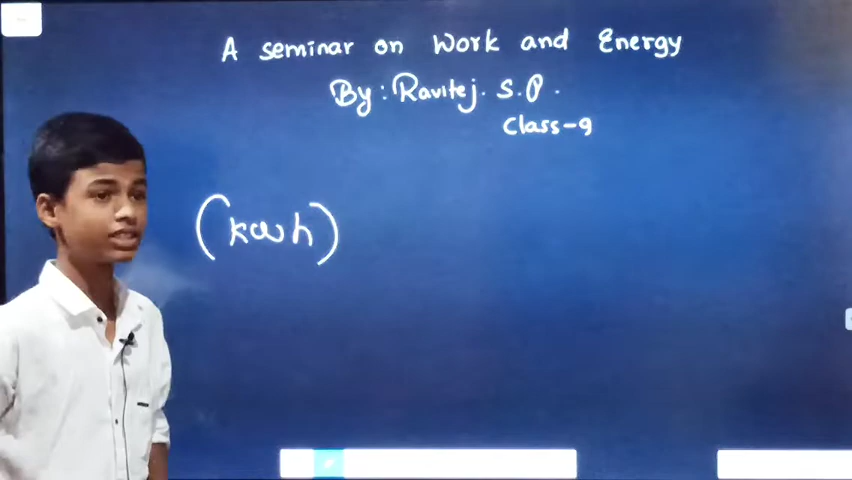 A seminar on Work and Energy
By: Ravitej. S.P.
Class-9
(kwh)